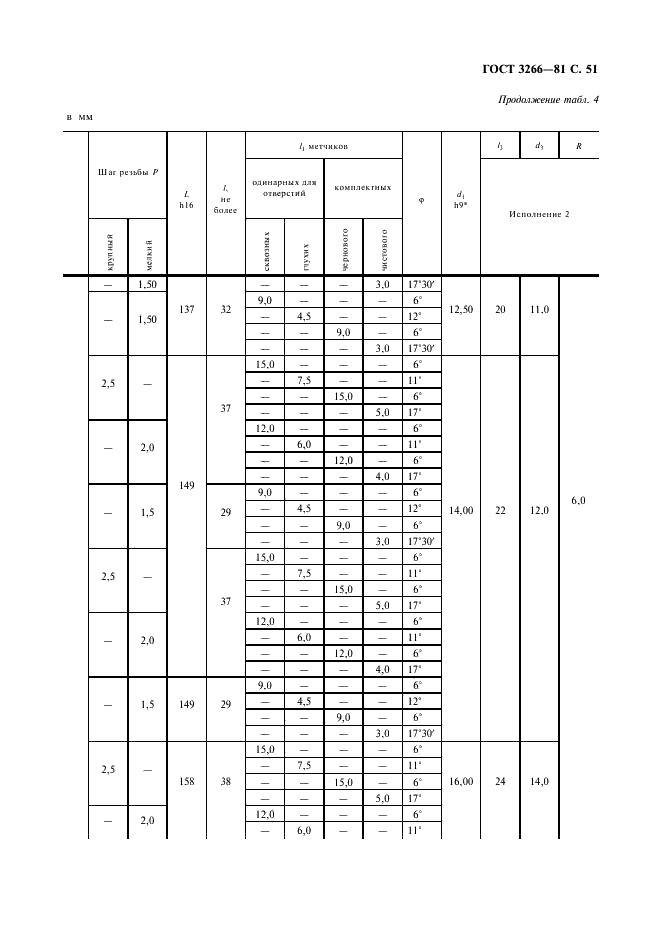 ГОСТ 3266—81 С. 51
Продолжение табл. 4
в мм
Шаг резьбы P
L h16
l, не более
l₁ метчиков
φ
d₁ h9*
l₃
d₃
R
одинарных для отверстий
комплектных
Исполнение 2
крупный
мелкий
сквозных
глухих
чернового
чистового
— 1,50 137 32 — — — 3,0 17°30′ 12,50 20 11,0 6,0
— 1,50 9,0 — — — 6°
— 4,5 — — 12°
— — 9,0 — 6°
— — — 3,0 17°30′
2,5 — 149 37 15,0 — — — 6° 14,00 22 12,0
— 7,5 — — 11°
— — 15,0 — 6°
— — — 5,0 17°
— 2,0 12,0 — — — 6°
— 6,0 — — 11°
— — 12,0 — 6°
— — — 4,0 17°
— 1,5 29 9,0 — — — 6°
— 4,5 — — 12°
— — 9,0 — 6°
— — — 3,0 17°30′
2,5 — 37 15,0 — — — 6°
— 7,5 — — 11°
— — 15,0 — 6°
— — — 5,0 17°
— 2,0 12,0 — — — 6°
— 6,0 — — 11°
— — 12,0 — 6°
— — — 4,0 17°
— 1,5 149 29 9,0 — — — 6°
— 4,5 — — 12°
— — 9,0 — 6°
— — — 3,0 17°30′
2,5 — 158 38 15,0 — — — 6° 16,00 24 14,0
— 7,5 — — 11°
— — 15,0 — 6°
— — — 5,0 17°
— 2,0 12,0 — — — 6°
— 6,0 — — 11°